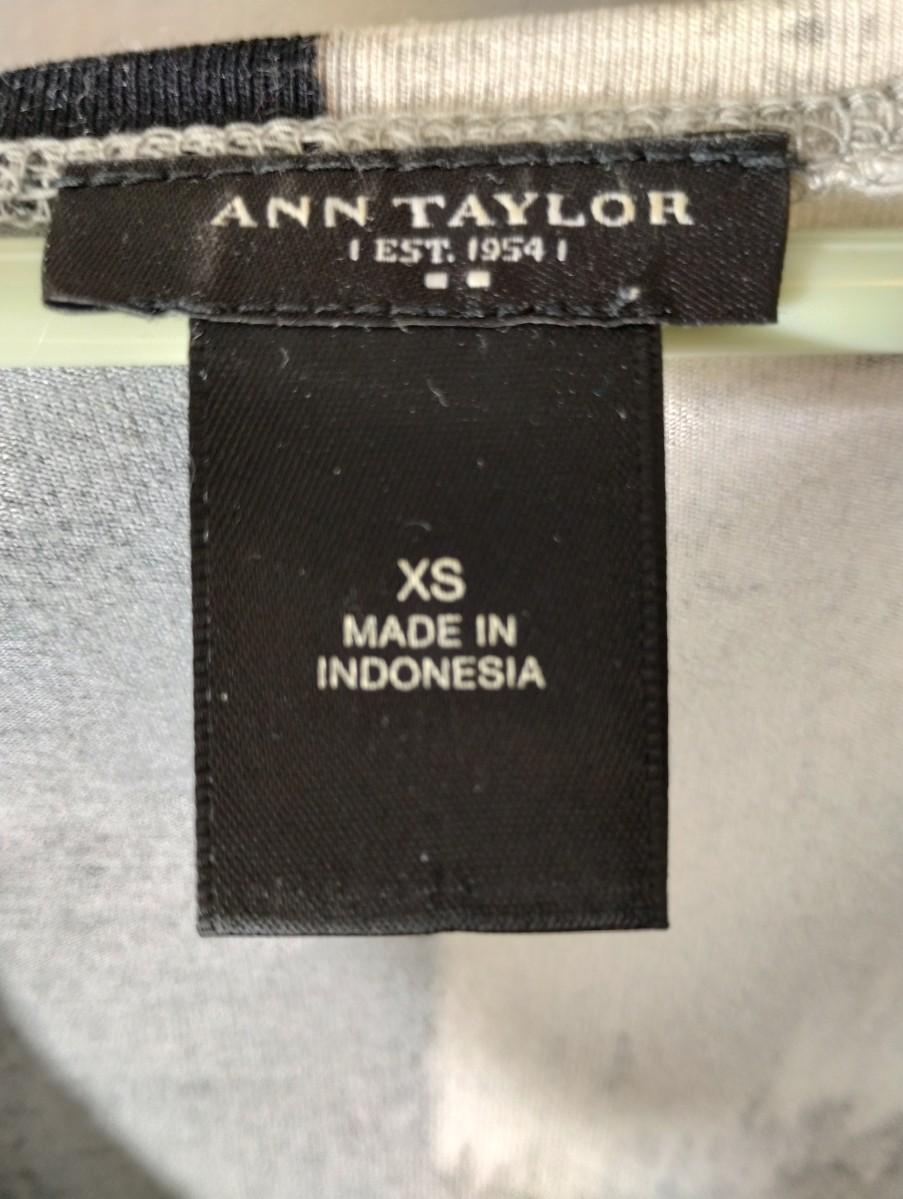 ANN TAYLOR
| EST. 1954 |
XS
MADE IN
INDONESIA